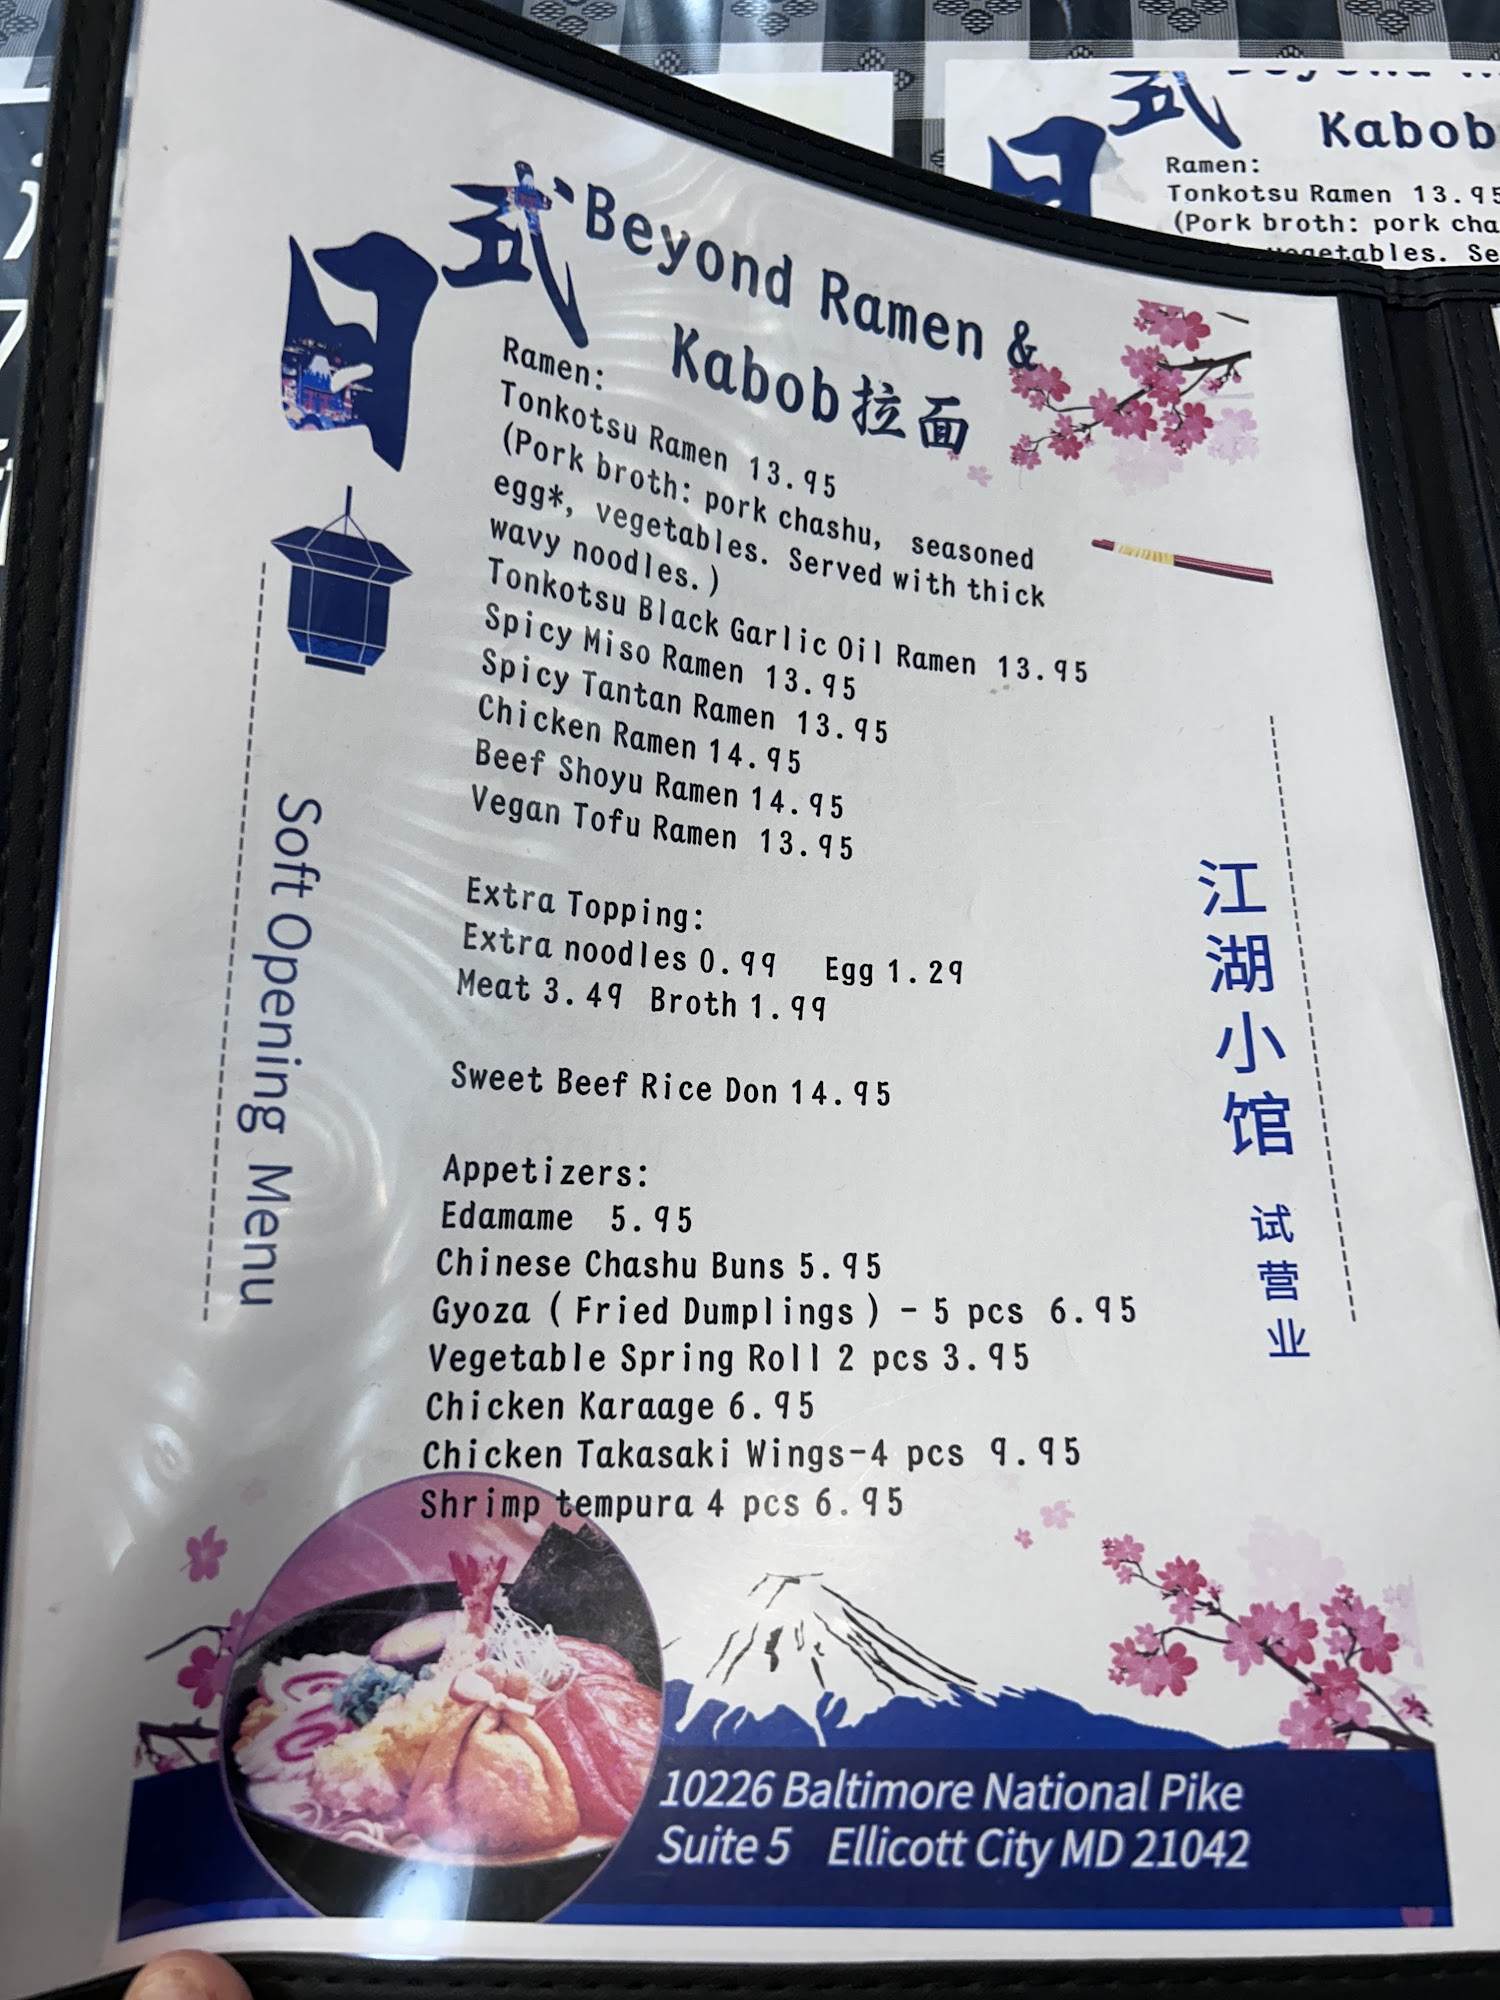 日式
Beyond Ramen &
Kabob拉面
Ramen:
Tonkotsu Ramen 13.95
(Pork broth: pork chashu, seasoned
egg*, vegetables. Served with thick
wavy noodles.)
Tonkotsu Black Garlic Oil Ramen 13.95
Spicy Miso Ramen 13.95
Spicy Tantan Ramen 13.95
Chicken Ramen 14.95
Beef Shoyu Ramen 14.95
Vegan Tofu Ramen 13.95
Extra Topping:
Extra noodles 0.99 Egg 1.29
Meat 3.49 Broth 1.99
Sweet Beef Rice Don 14.95
Appetizers:
Edamame 5.95
Chinese Chashu Buns 5.95
Gyoza ( Fried Dumplings ) - 5 pcs 6.95
Vegetable Spring Roll 2 pcs 3.95
Chicken Karaage 6.95
Chicken Takasaki Wings-4 pcs 9.95
Shrimp tempura 4 pcs 6.95
Soft Opening Menu
江湖小馆 试营业
10226 Baltimore National Pike
Suite 5 Ellicott City MD 21042
日式
Kabob
Ramen:
Tonkotsu Ramen 13.95
(Pork broth: pork cha
vegetables. Se